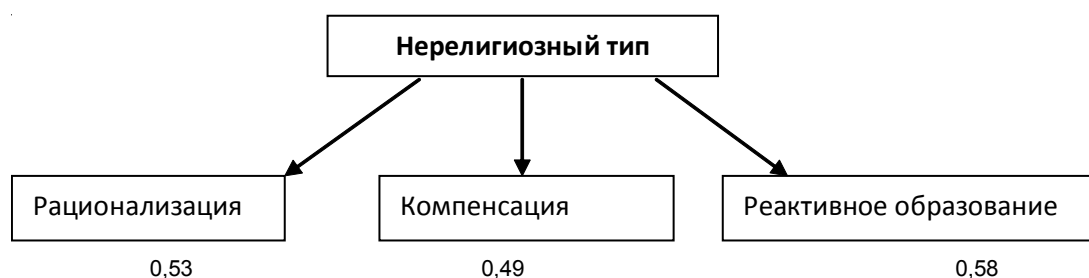 Нерелигиозный тип
Рационализация
Компенсация
Реактивное образование
0,53
0,49
0,58